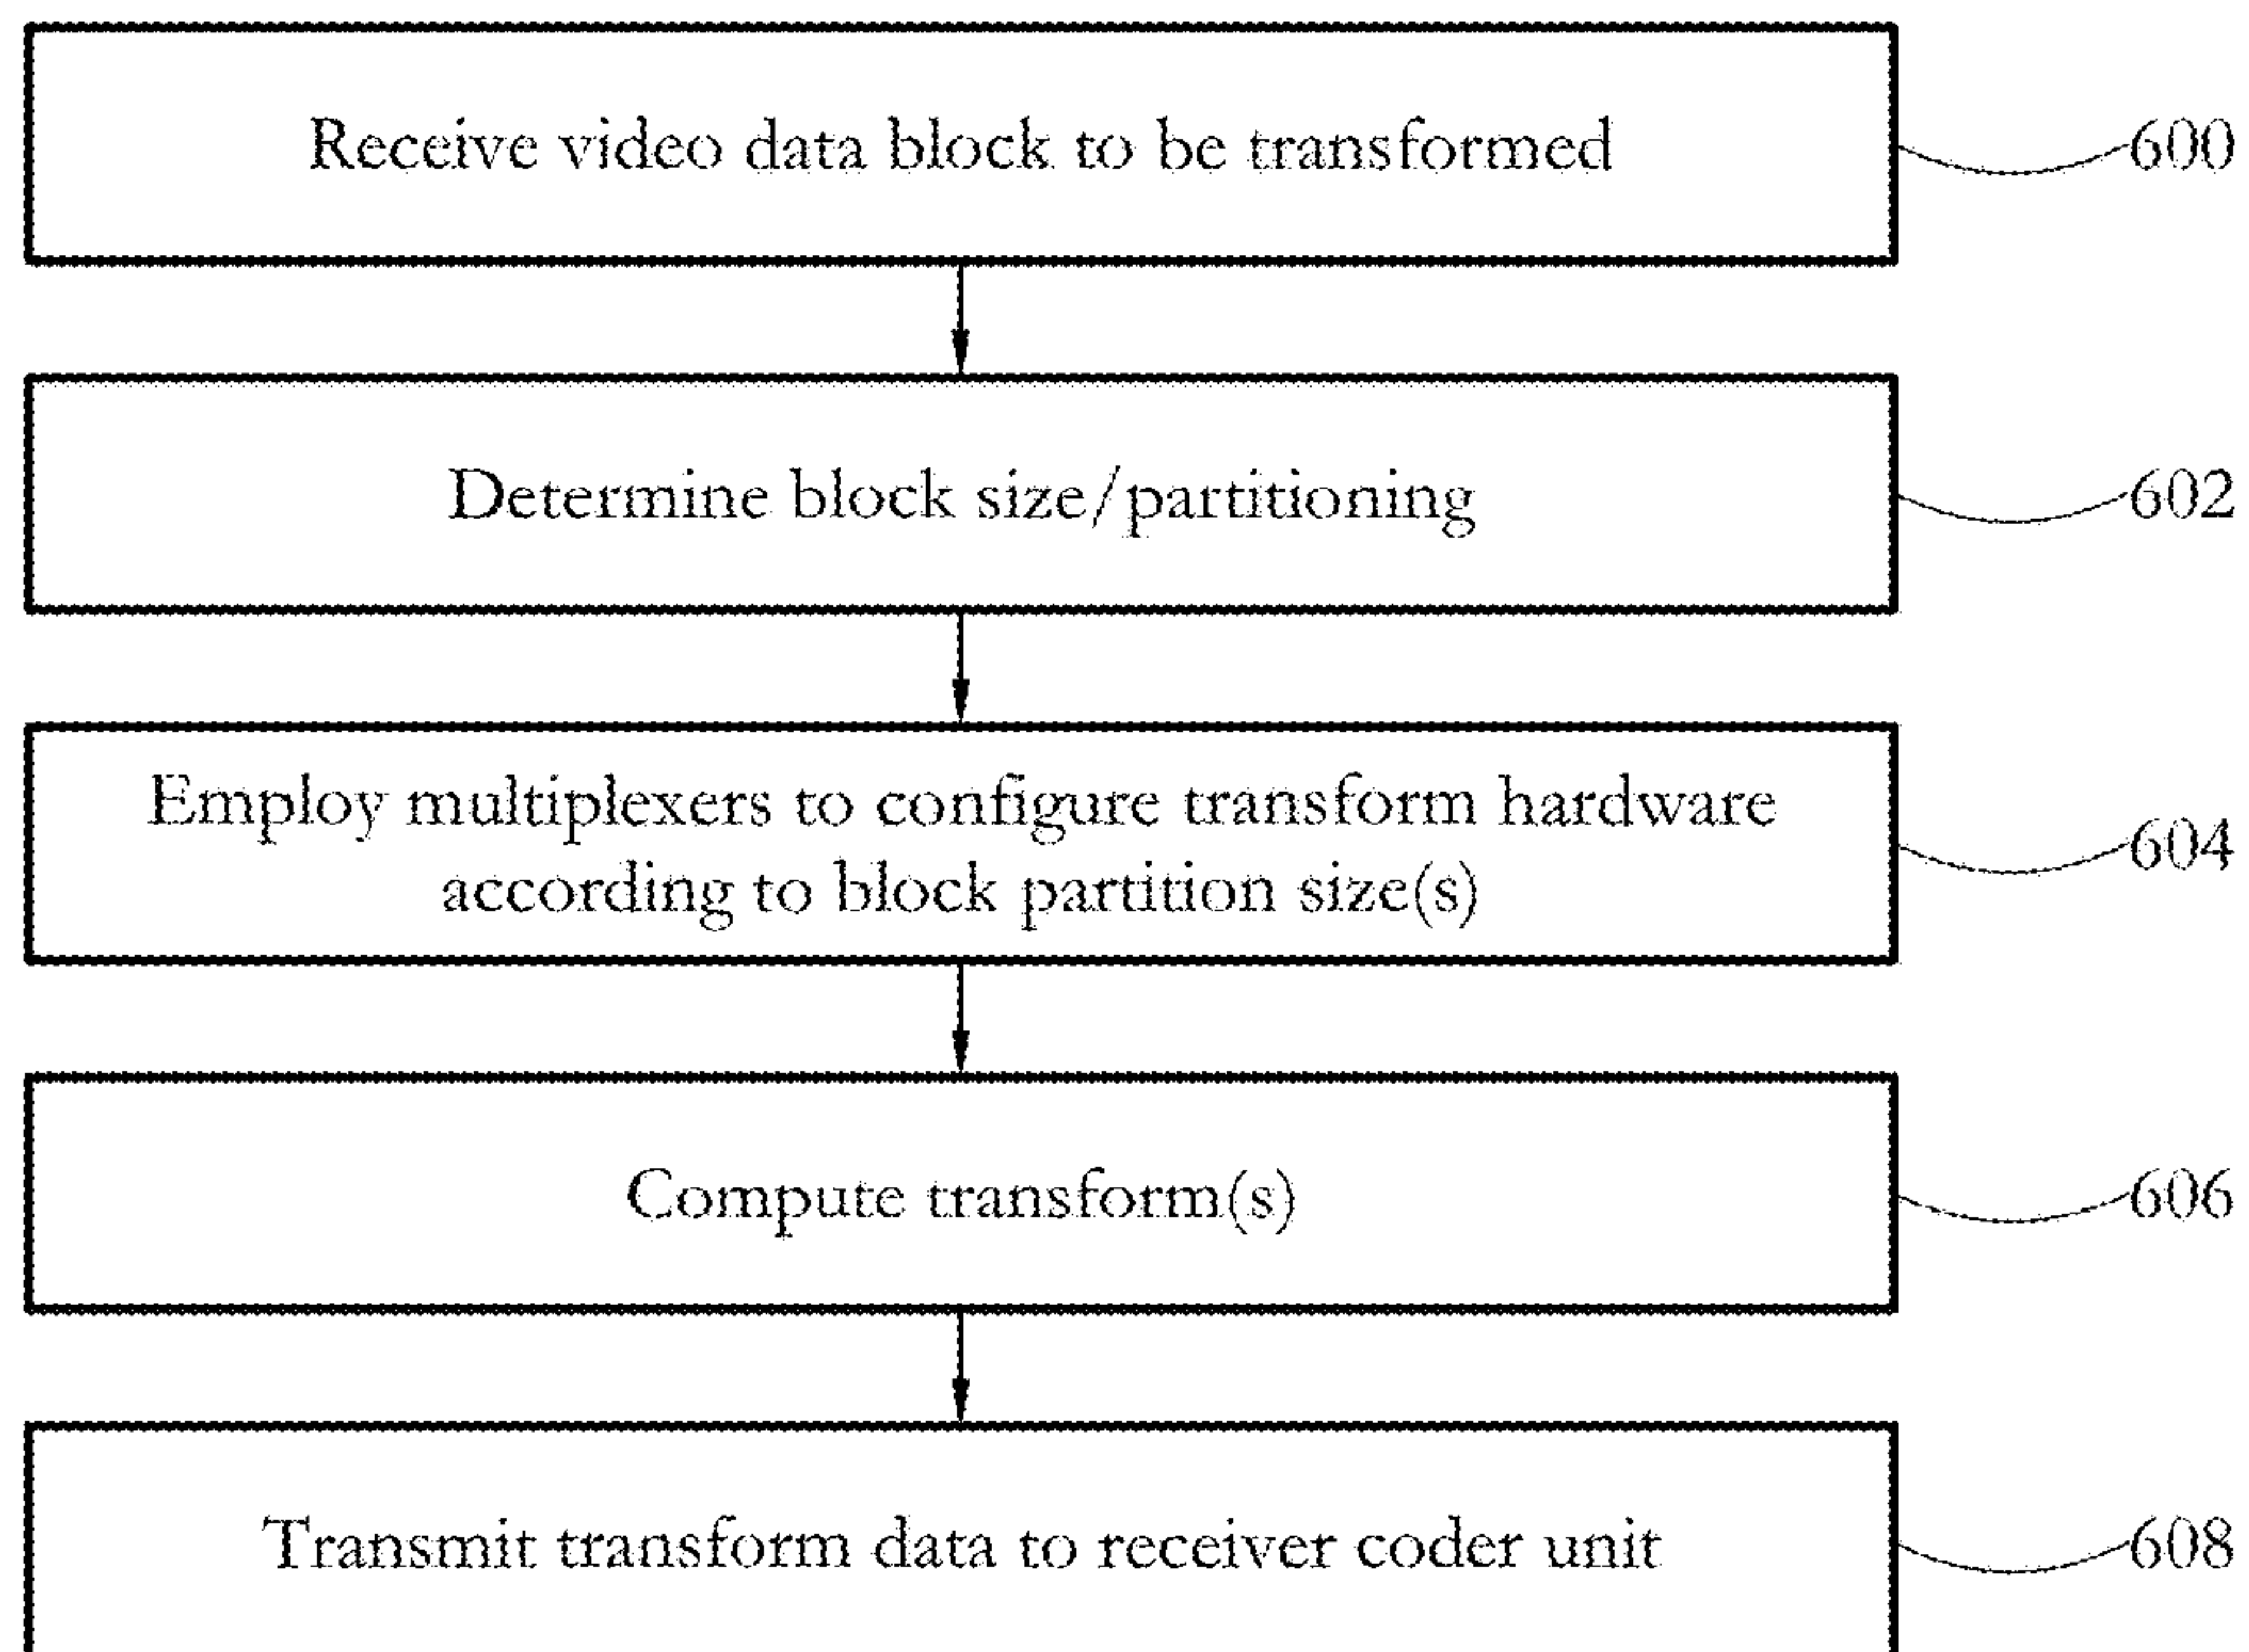 Receive video data block to be transformed
600
Determine block size/partitioning
602
Employ multiplexers to configure transform hardware
according to block partition size(s)
604
Compute transform(s)
606
Transmit transform data to receiver coder unit
608